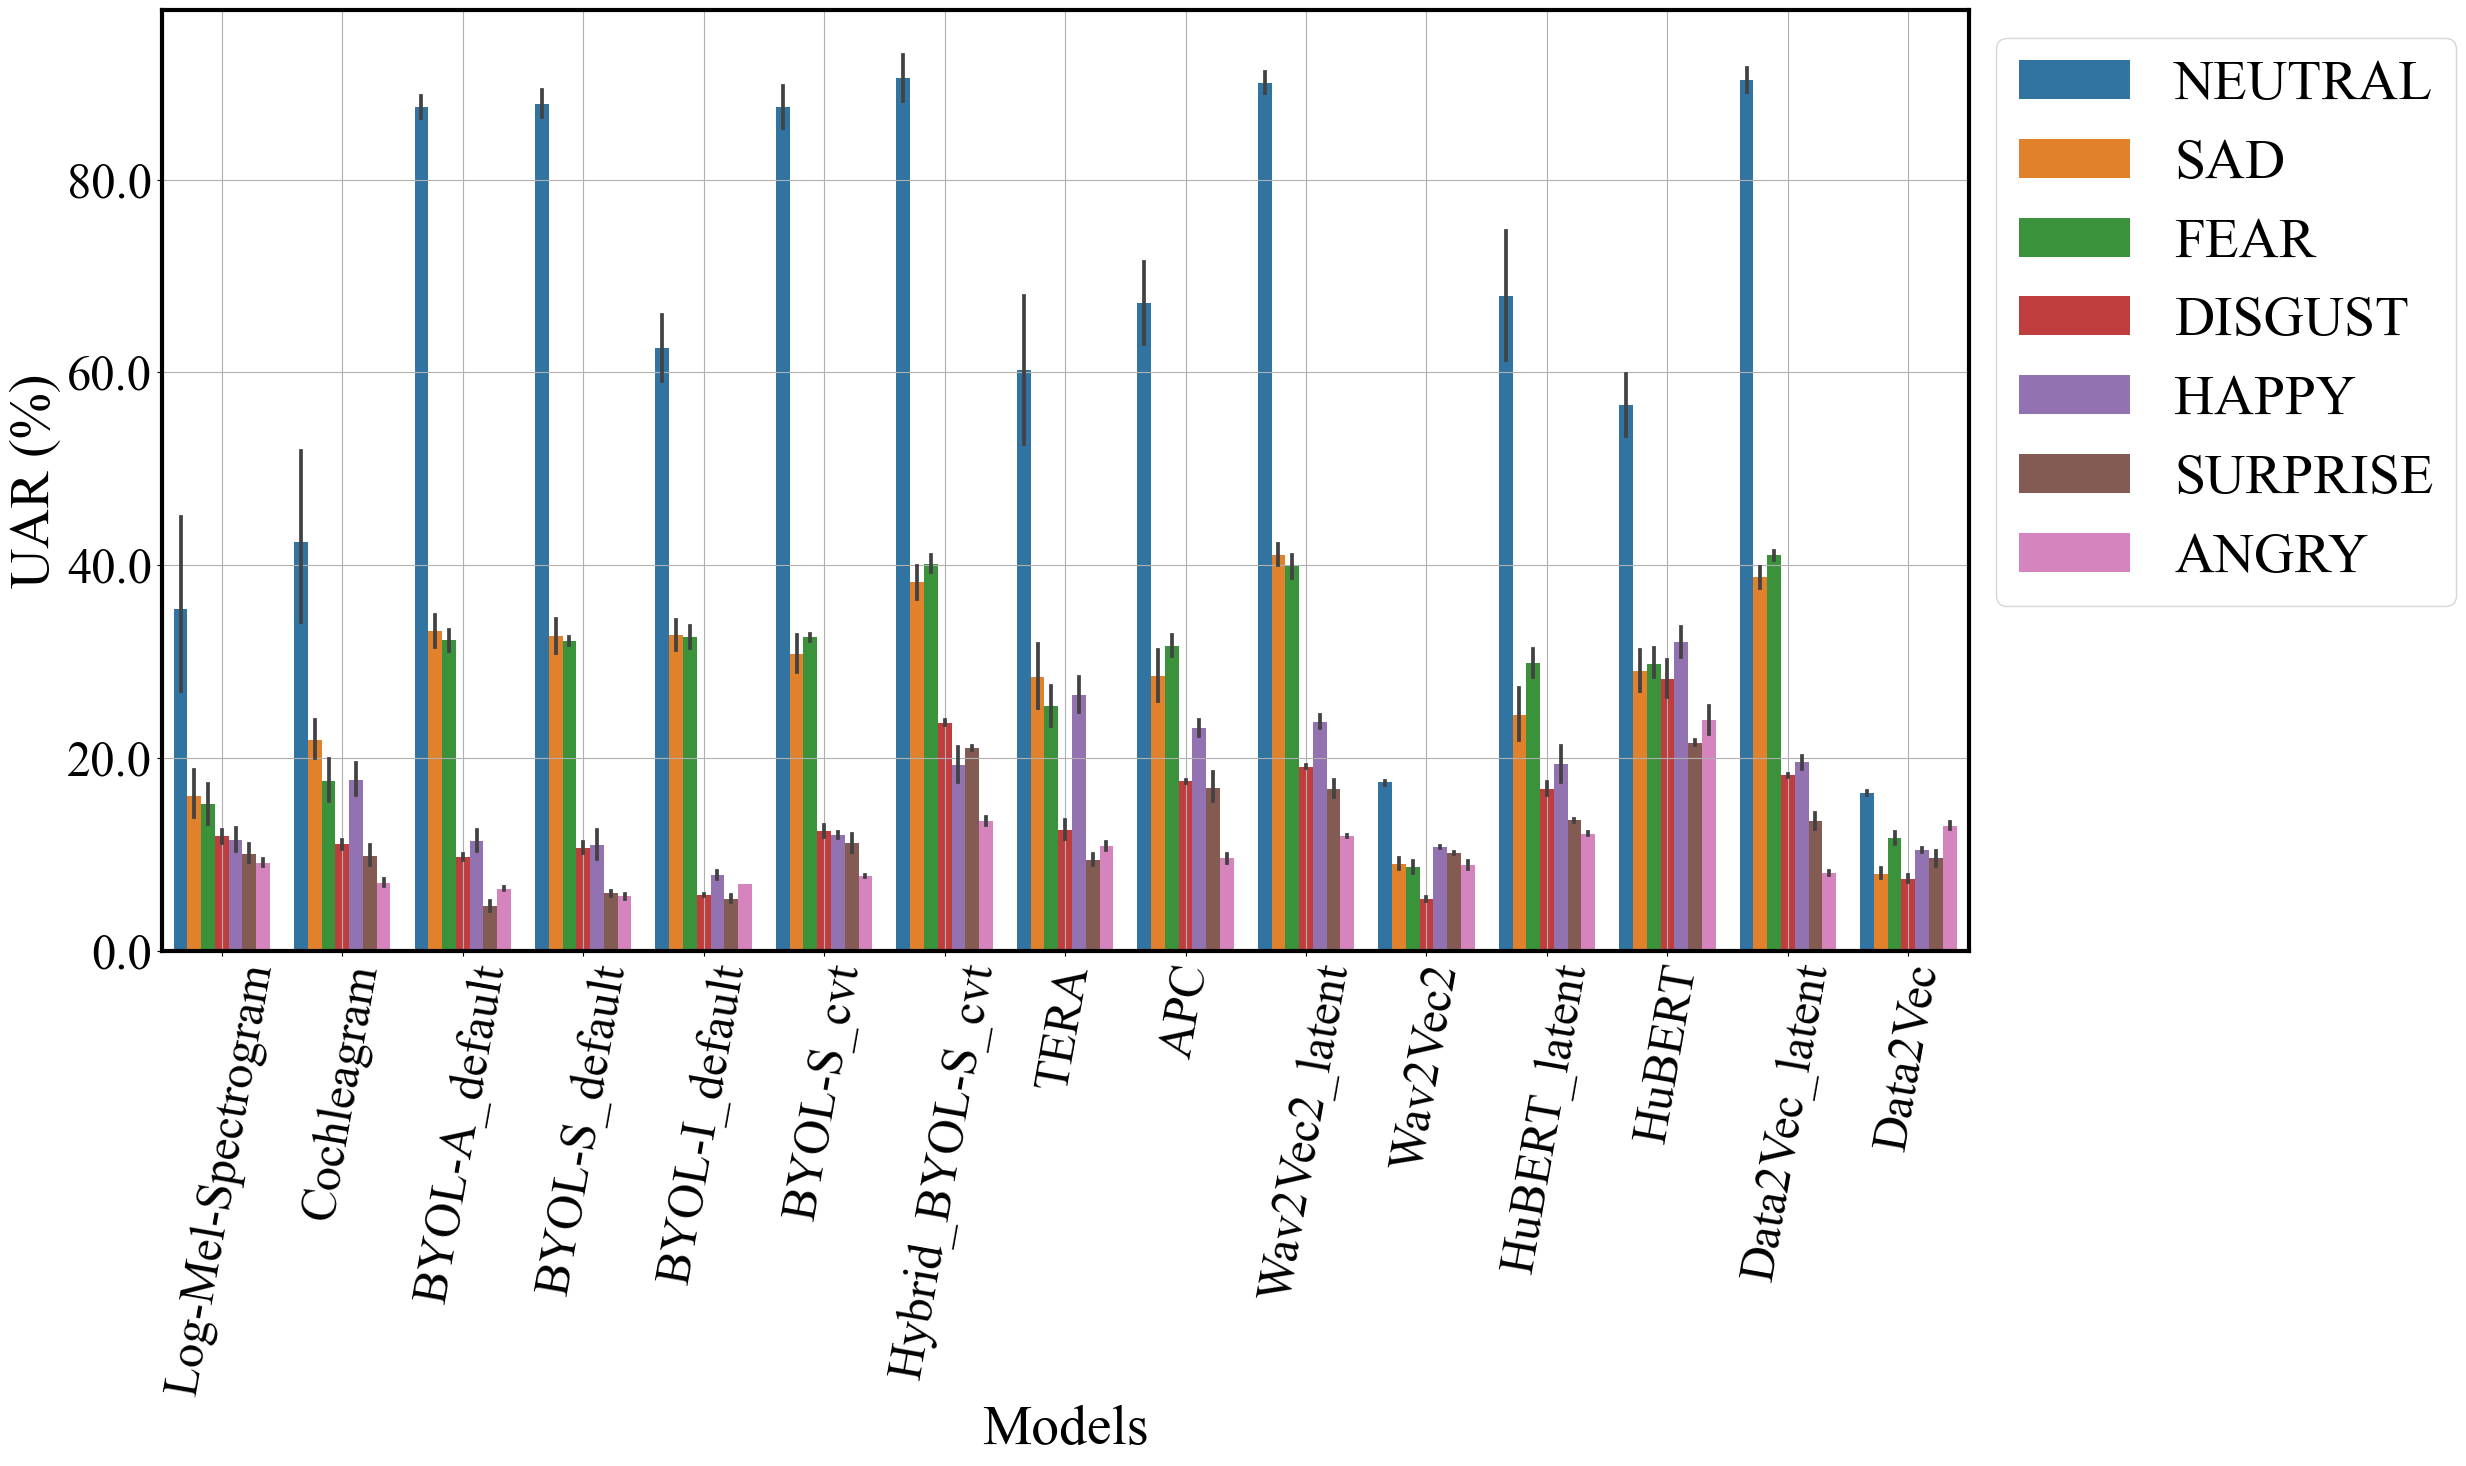 UAR (%)
80.0
60.0
40.0
20.0
0.0
NEUTRAL
SAD
FEAR
DISGUST
HAPPY
SURPRISE
ANGRY
Log-Mel-Spectrogram
Cochleagram
BYOL-A_default
BYOL-S_default
BYOL-I_default
BYOL-S_cvt
Hybrid_BYOL-S_cvt
TERA
APC
Wav2Vec2_latent
Wav2Vec2
HuBERT_latent
HuBERT
Data2Vec_latent
Data2Vec
Models